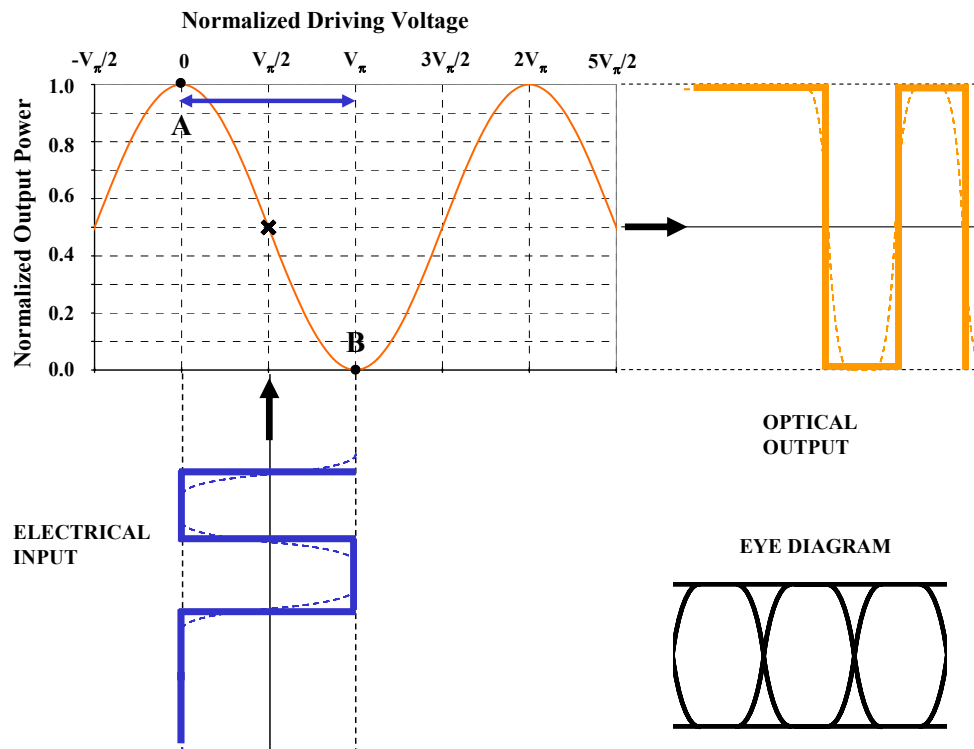 Normalized Driving Voltage
-Vπ/2 0 Vπ/2 Vπ 3Vπ/2 2Vπ 5Vπ/2
Normalized Output Power
1.0
0.8
0.6
0.4
0.2
0.0
A
B
OPTICAL
OUTPUT
ELECTRICAL
INPUT
EYE DIAGRAM